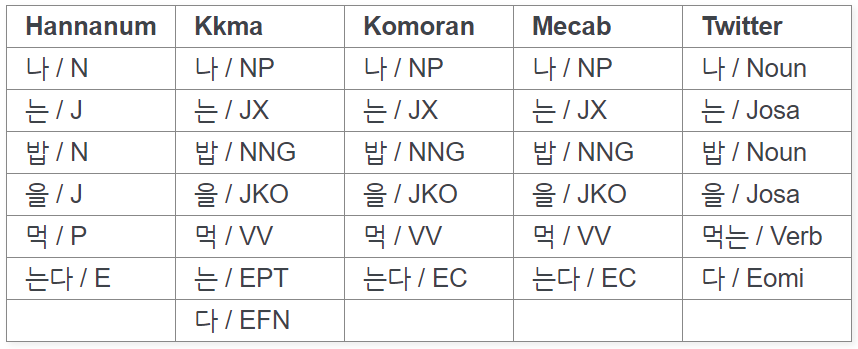 Hannanum Kkma Komoran Mecab Twitter
나 / N 나 / NP 나 / NP 나 / NP 나 / Noun
는 / J 는 / JX 는 / JX 는 / JX 는 / Josa
밥 / N 밥 / NNG 밥 / NNG 밥 / NNG 밥 / Noun
을 / J 을 / JKO 을 / JKO 을 / JKO 을 / Josa
먹 / P 먹 / VV 먹 / VV 먹 / VV 먹는 / Verb
는다 / E 는 / EPT 는다 / EC 는다 / EC 다 / Eomi
다 / EFN